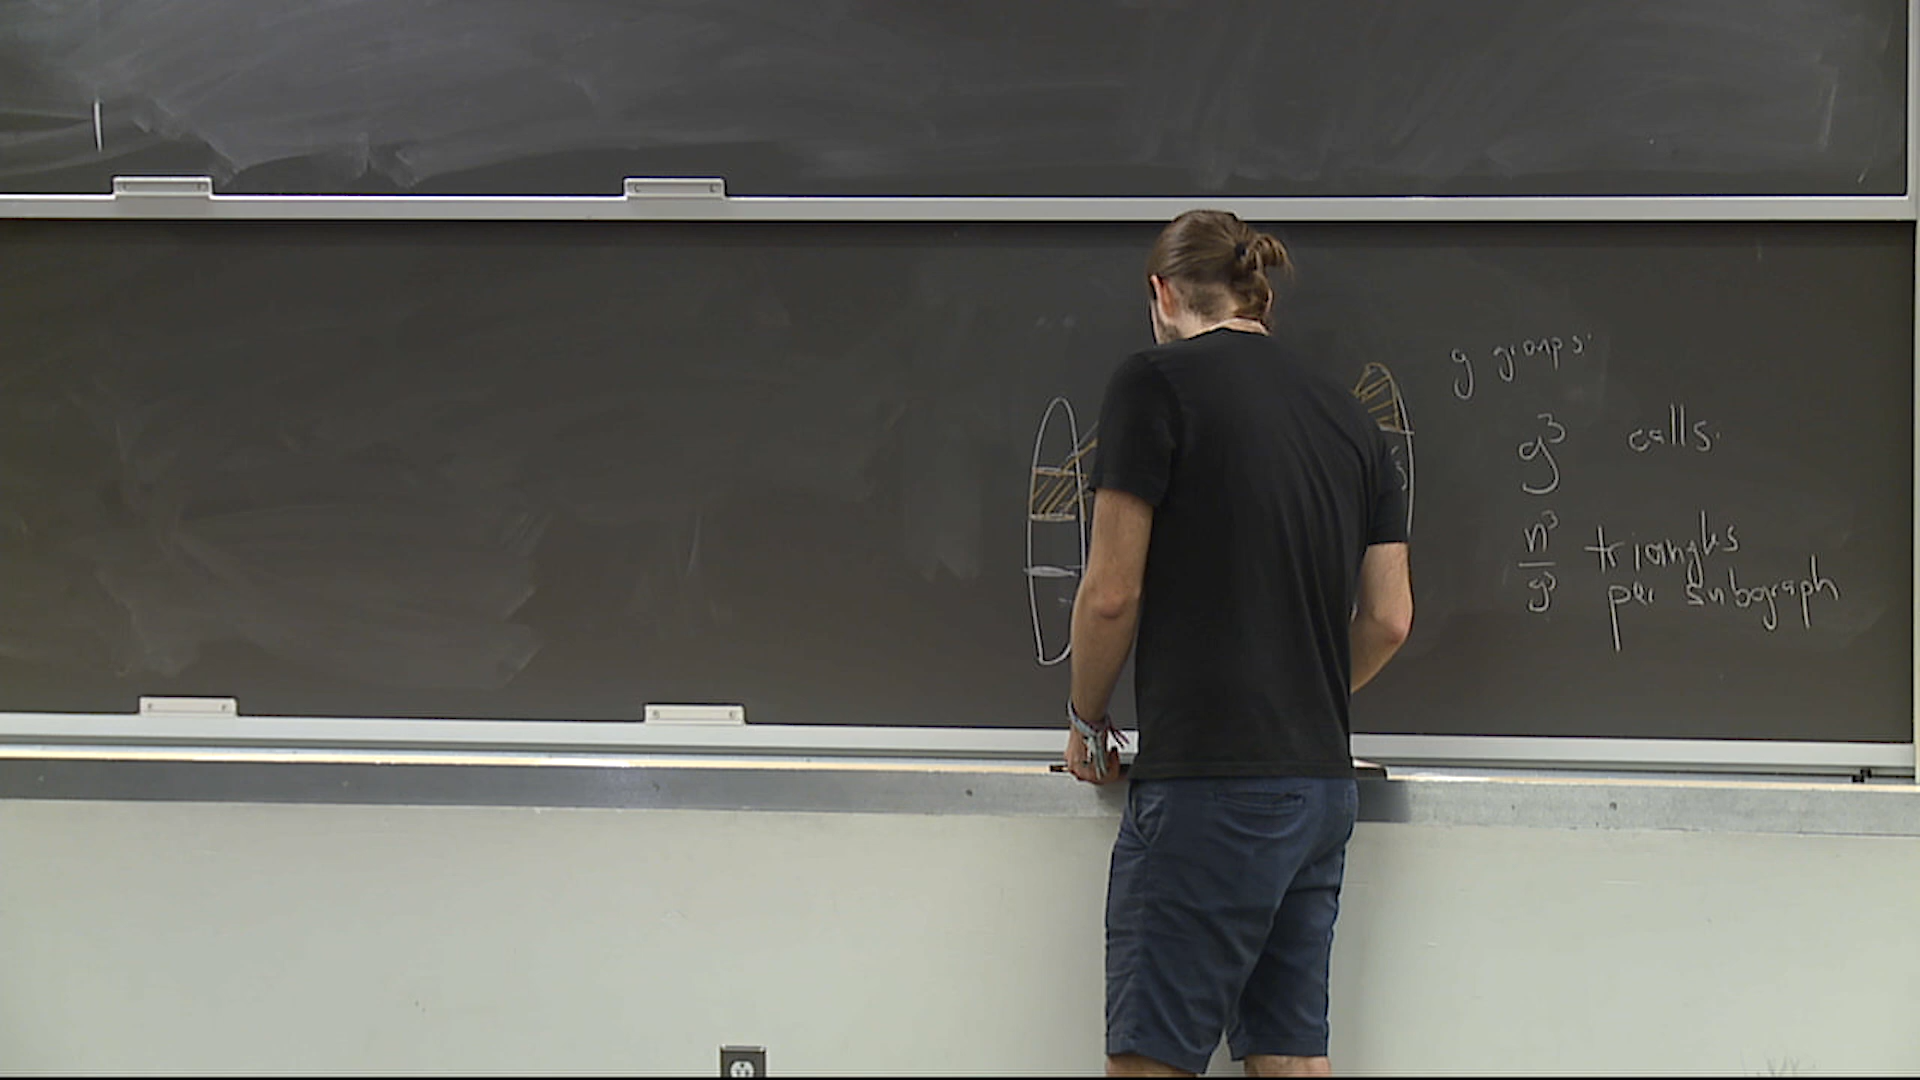 g groups.
g³ calls.
n³/g³ triangles
per subgraph